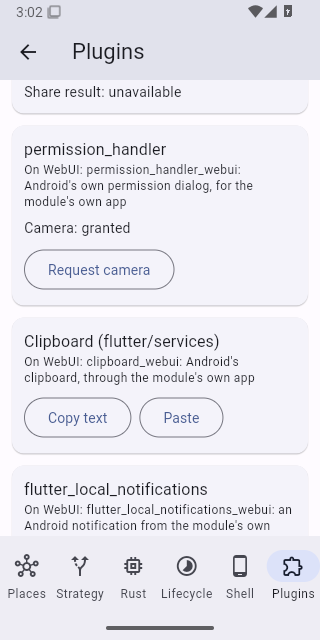 3:02
Plugins
Share result: unavailable
permission_handler
On WebUI: permission_handler_webui:
Android's own permission dialog, for the
module's own app
Camera: granted
Request camera
Clipboard (flutter/services)
On WebUI: clipboard_webui: Android's
clipboard, through the module's own app
Copy text Paste
flutter_local_notifications
On WebUI: flutter_local_notifications_webui: an
Android notification from the module's own
Places Strategy Rust Lifecycle Shell Plugins